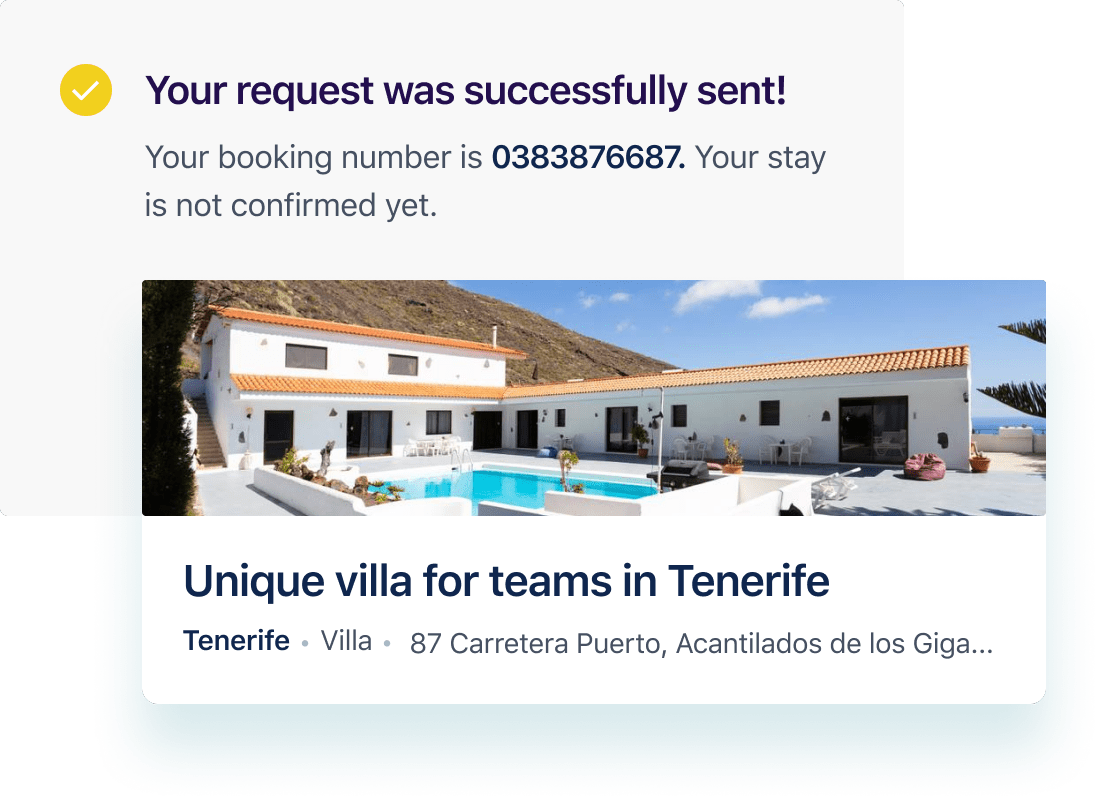 Your request was successfully sent!
Your booking number is 0383876687. Your stay
is not confirmed yet.
Unique villa for teams in Tenerife
Tenerife • Villa • 87 Carretera Puerto, Acantilados de los Giga...